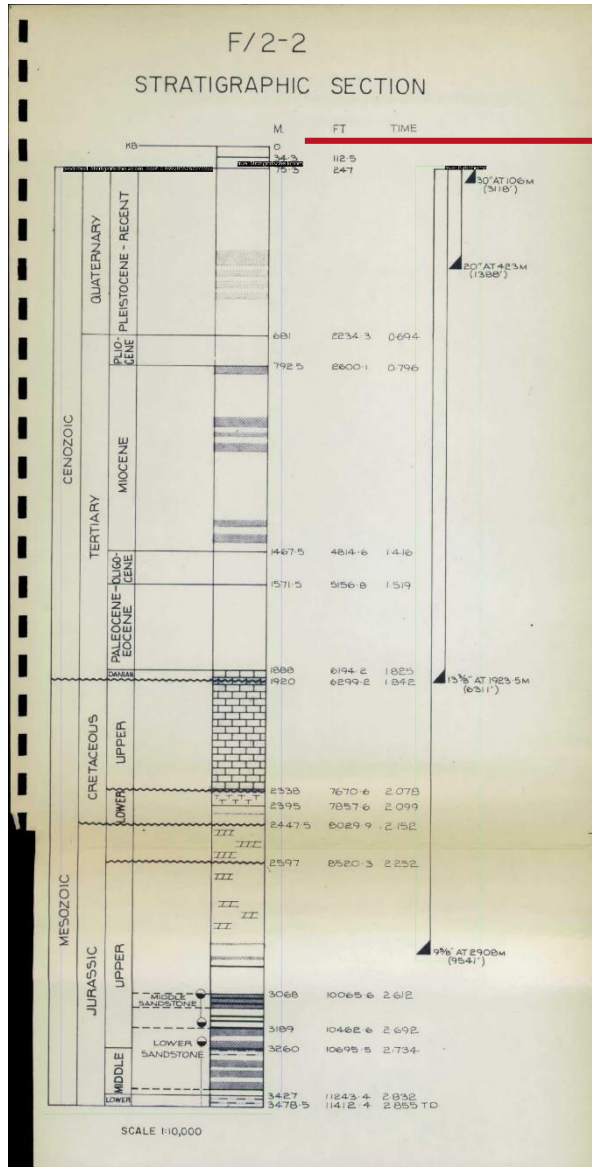 F/2-2
STRATIGRAPHIC SECTION
M. FT TIME
KB 0
34.3 112.5
75.3 247
30" AT 106M
(3118')
20" AT 423M
(1388')
QUATERNARY
PLEISTOCENE - RECENT
681 2234.3 0.694
PLIO-
CENE
792.5 2600.1 0.796
CENOZOIC
TERTIARY
MIOCENE
1467.5 4814.6 1.416
OLIGO-
CENE
1571.5 5156.8 1.519
PALEOCENE-
EOCENE
1888 6194.2 1.825
DANIAN
1920 6299.2 1.842
13⅜" AT 1923.5M
(6311')
CRETACEOUS
UPPER
2338 7670.6 2.078
LOWER
2395 7857.6 2.099
2447.5 8029.9 2.152
2597 8520.3 2.252
MESOZOIC
JURASSIC
UPPER
9⅝" AT 2908M
(9541')
MIDDLE
SANDSTONE
3068 10065.6 2.612
3189 10462.6 2.692
LOWER
SANDSTONE
3260 10695.5 2.734
MIDDLE
3427 11243.4 2.832
LOWER
3478.5 11412.4 2.855 TD
SCALE 1:10,000